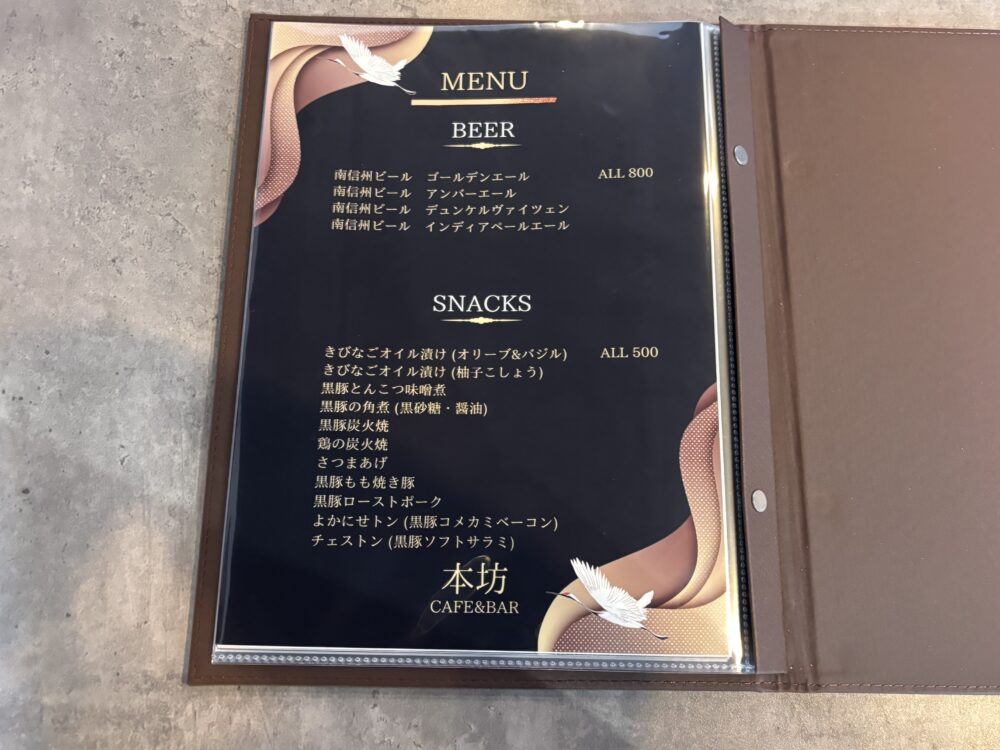 MENU
BEER
南信州ビール　ゴールデンエール　ALL 800
南信州ビール　アンバーエール
南信州ビール　デュンケルヴァイツェン
南信州ビール　インディアペールエール
SNACKS
きびなごオイル漬け (オリーブ&バジル)　ALL 500
きびなごオイル漬け (柚子こしょう)
黒豚とんこつ味噌煮
黒豚の角煮 (黒砂糖・醤油)
黒豚炭火焼
鶏の炭火焼
さつまあげ
黒豚もも焼き豚
黒豚ローストポーク
よかにせトン (黒豚コメカミベーコン)
チェストン (黒豚ソフトサラミ)
本坊
CAFE&BAR